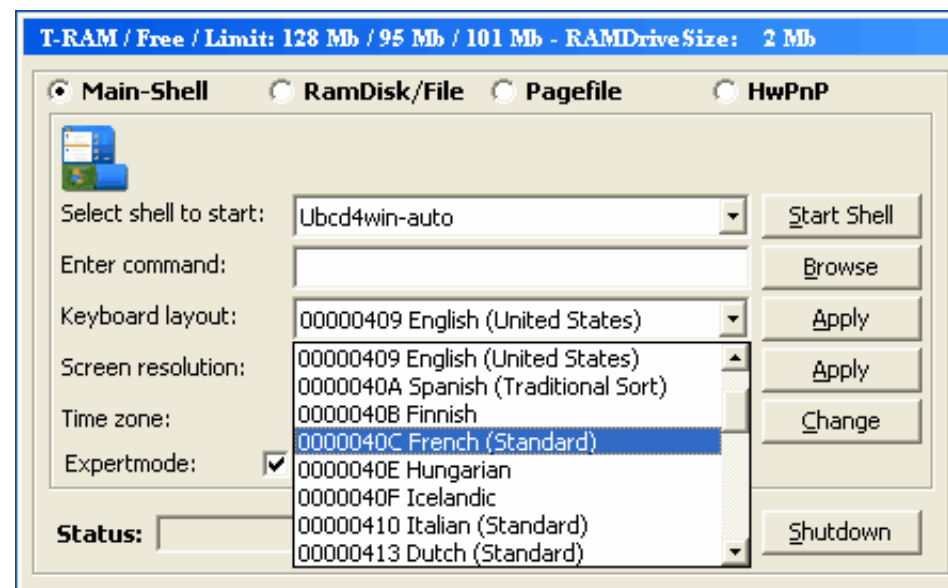 T-RAM / Free / Limit: 128 Mb / 95 Mb / 101 Mb - RAMDriveSize: 2 Mb
Main-Shell RamDisk/File Pagefile HwPnP
Select shell to start: Ubcd4win-auto Start Shell
Enter command: Browse
Keyboard layout: 00000409 English (United States) Apply
Screen resolution: Apply
Time zone: Change
Expertmode:
00000409 English (United States)
0000040A Spanish (Traditional Sort)
0000040B Finnish
0000040C French (Standard)
0000040E Hungarian
0000040F Icelandic
00000410 Italian (Standard)
00000413 Dutch (Standard)
Status: Shutdown